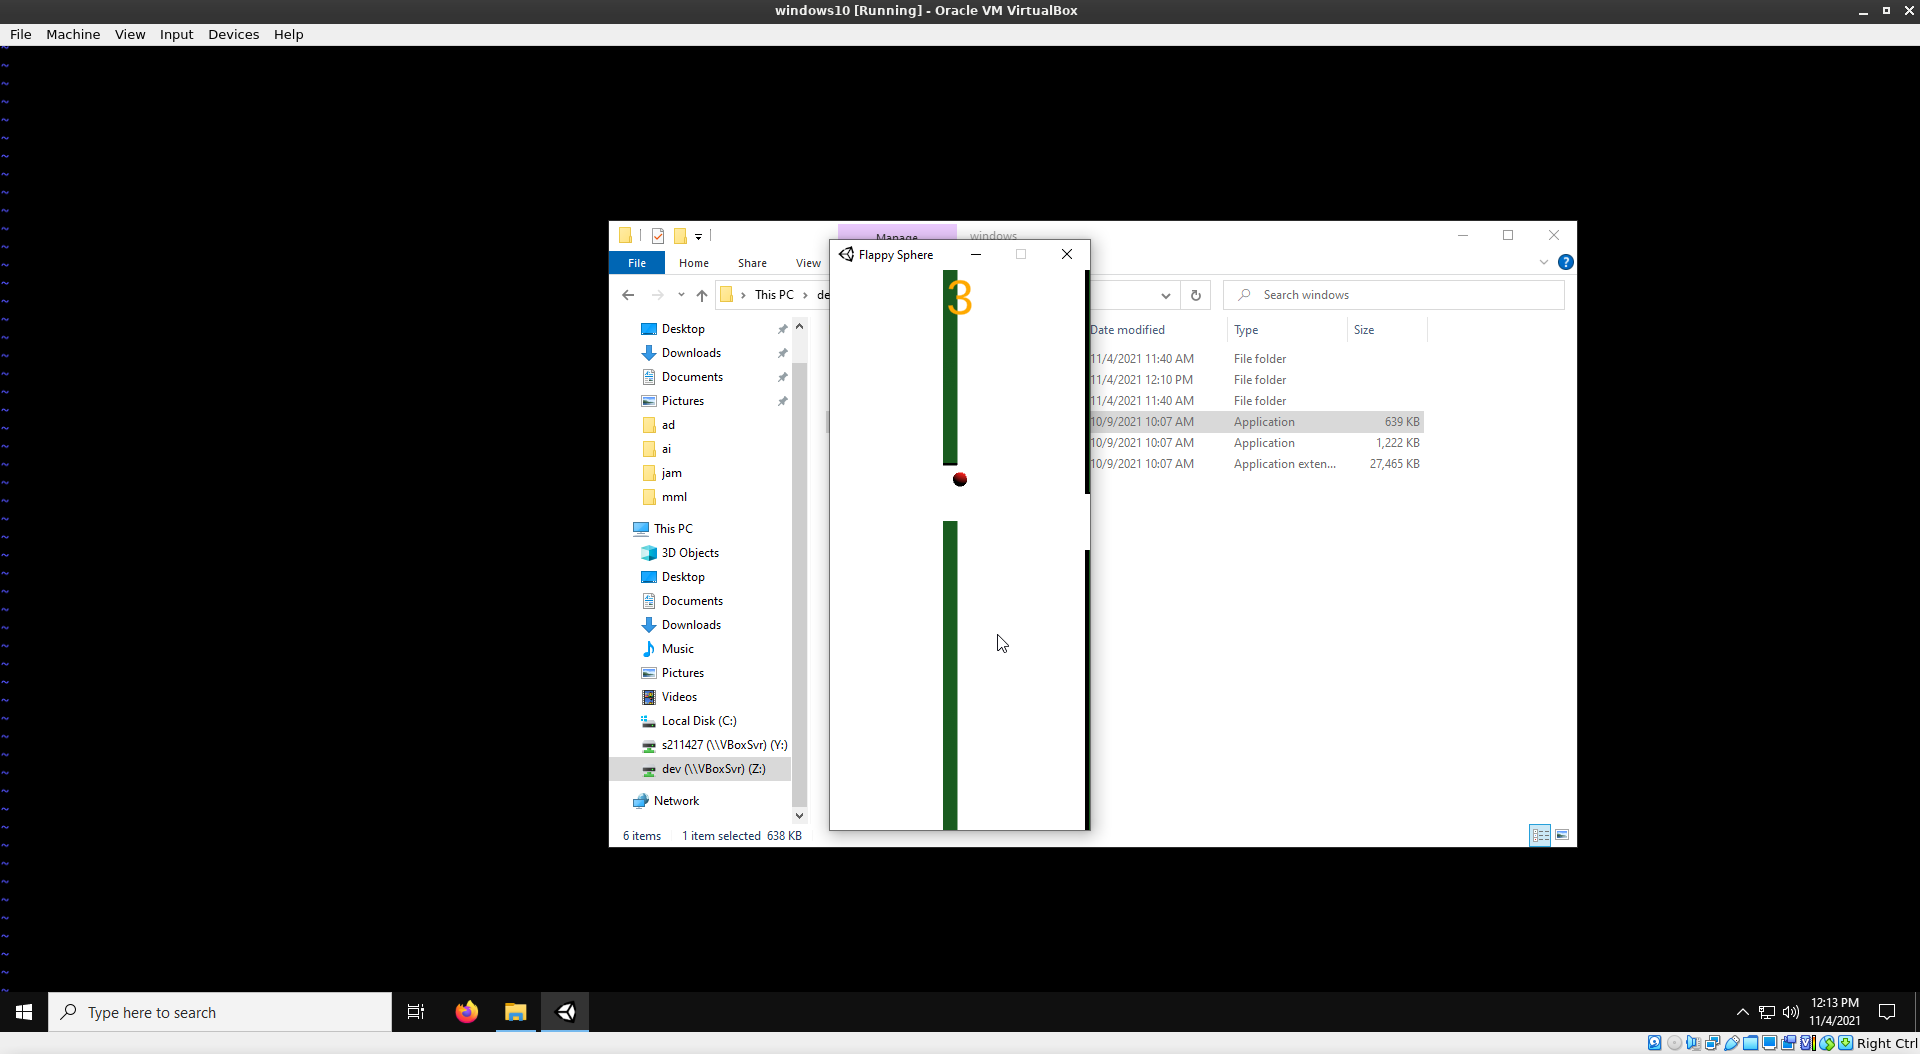 windows10 [Running] - Oracle VM VirtualBox
File Machine View Input Devices Help
Manage windows
Flappy Sphere
File Home Share View
3
This PC de
Search windows
Date modified Type Size
Desktop
Downloads
Documents
Pictures
ad
ai
jam
mml
This PC
3D Objects
Desktop
Documents
Downloads
Music
Pictures
Videos
Local Disk (C:)
s211427 (\\VBoxSvr) (Y:)
dev (\\VBoxSvr) (Z:)
Network
11/4/2021 11:40 AM File folder
11/4/2021 12:10 PM File folder
11/4/2021 11:40 AM File folder
10/9/2021 10:07 AM Application 639 KB
10/9/2021 10:07 AM Application 1,222 KB
10/9/2021 10:07 AM Application exten... 27,465 KB
6 items 1 item selected 638 KB
Type here to search
12:13 PM
11/4/2021
Right Ctrl